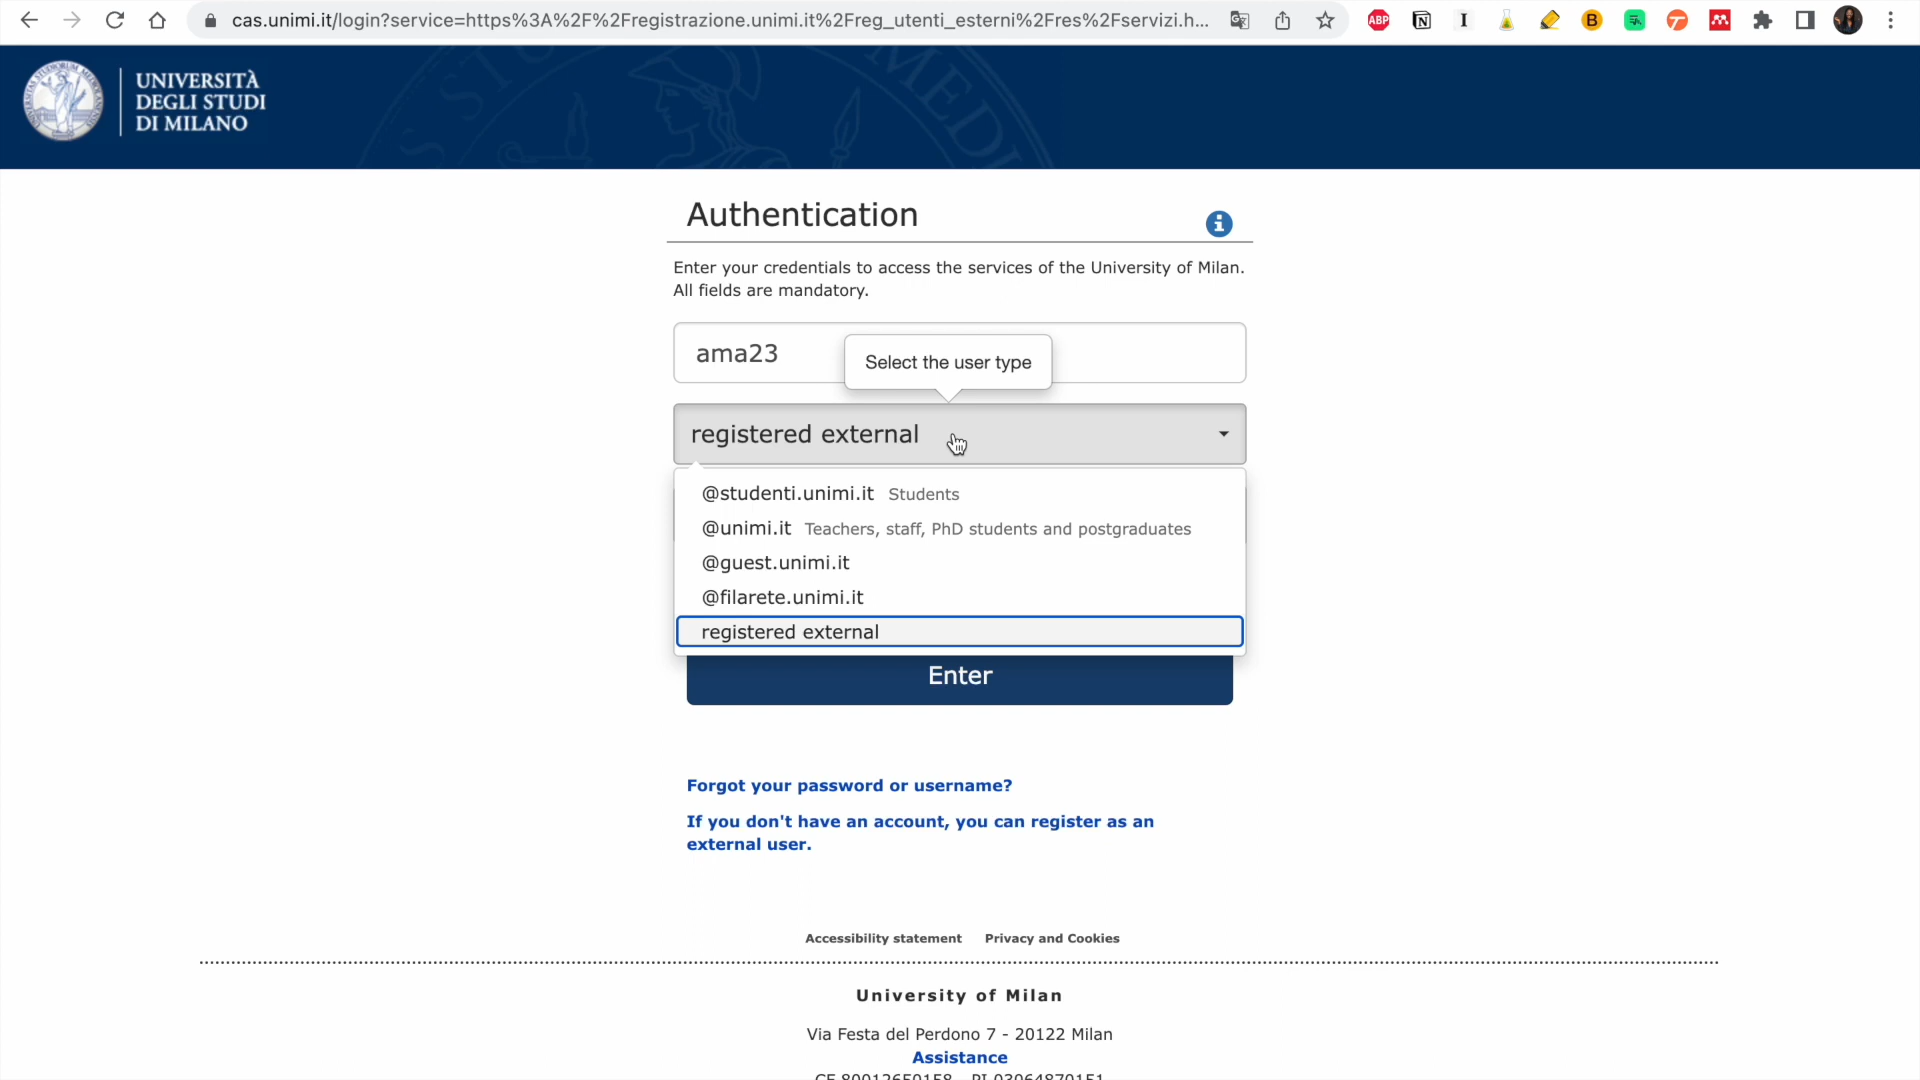 cas.unimi.it/login?service=https%3A%2F%2Fregistrazione.unimi.it%2Freg_utenti_esterni%2Fres%2Fservizi.h...
ABP
N
I
B
UNIVERSITÀ
DEGLI STUDI
DI MILANO
Authentication
Enter your credentials to access the services of the University of Milan.
All fields are mandatory.
ama23
Select the user type
registered external
@studenti.unimi.it Students
@unimi.it Teachers, staff, PhD students and postgraduates
@guest.unimi.it
@filarete.unimi.it
registered external
Enter
Forgot your password or username?
If you don't have an account, you can register as an
external user.
Accessibility statement Privacy and Cookies
University of Milan
Via Festa del Perdono 7 - 20122 Milan
Assistance
CF 80012650158 - PI 03064870151